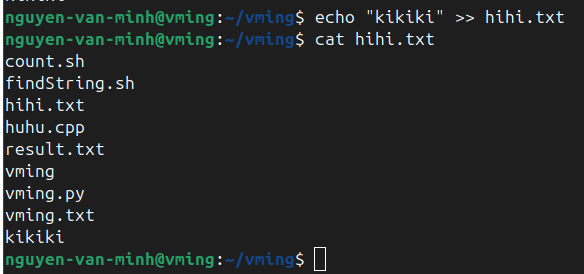 nguyen-van-minh@vming:~/vming$ echo "kikiki" >> hihi.txt
nguyen-van-minh@vming:~/vming$ cat hihi.txt
count.sh
findString.sh
hihi.txt
huhu.cpp
result.txt
vming
vming.py
vming.txt
kikiki
nguyen-van-minh@vming:~/vming$